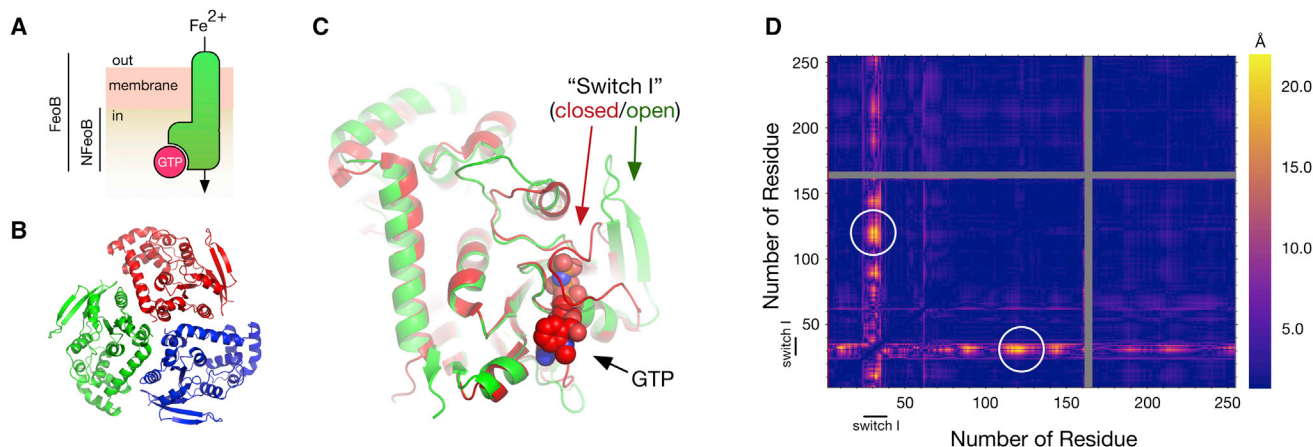 A
Fe2+
out
membrane
in
FeoB
NFeoB
GTP
B
C
"Switch I"
(closed/open)
GTP
D
Å
20.0
15.0
10.0
5.0
Number of Residue
250
200
150
100
50
switch I
50
100
150
200
250
switch I
Number of Residue